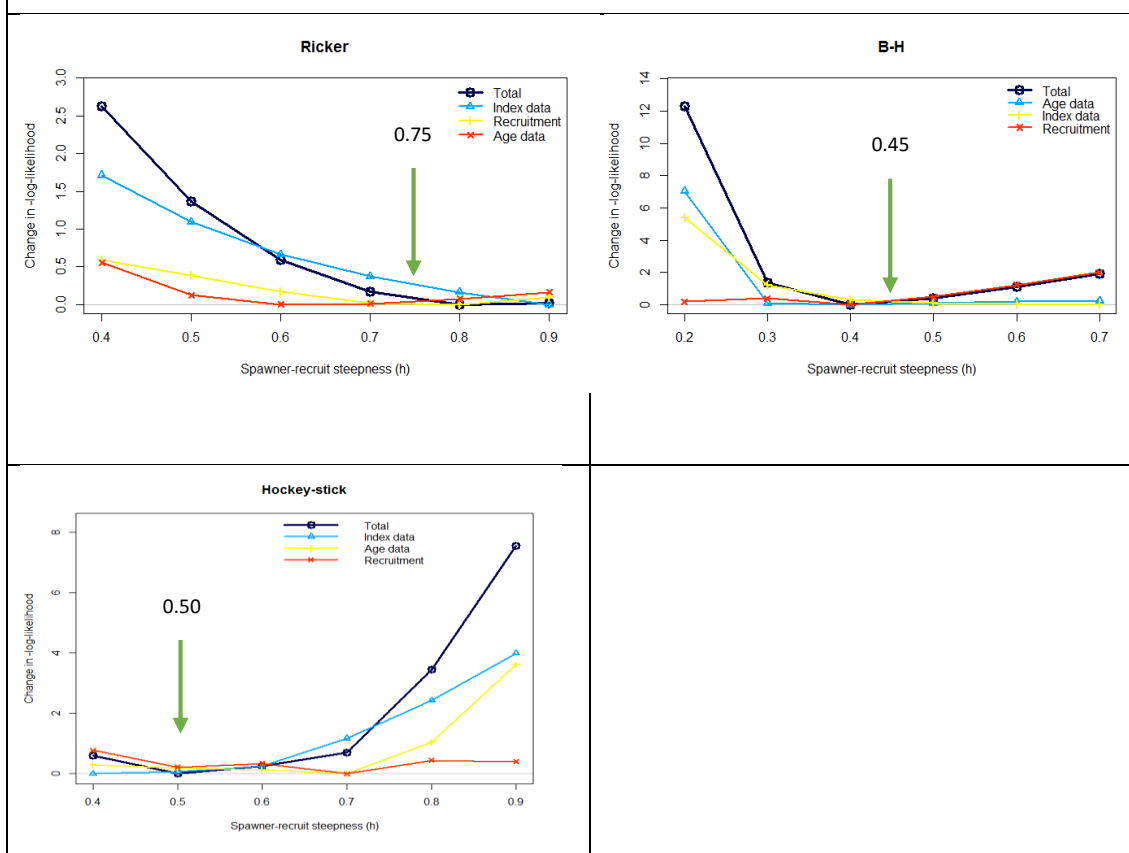 Ricker
Change in -log-likelihood
3.0
2.5
2.0
1.5
1.0
0.5
0.0
Total
Index data
Recruitment
Age data
0.75
0.4 0.5 0.6 0.7 0.8 0.9
Spawner-recruit steepness (h)
B-H
Change in -log-likelihood
14
12
10
8
6
4
2
0
Total
Age data
Index data
Recruitment
0.45
0.2 0.3 0.4 0.5 0.6 0.7
Spawner-recruit steepness (h)
Hockey-stick
Change in -log-likelihood
8
6
4
2
0
Total
Index data
Age data
Recruitment
0.50
0.4 0.5 0.6 0.7 0.8 0.9
Spawner-recruit steepness (h)